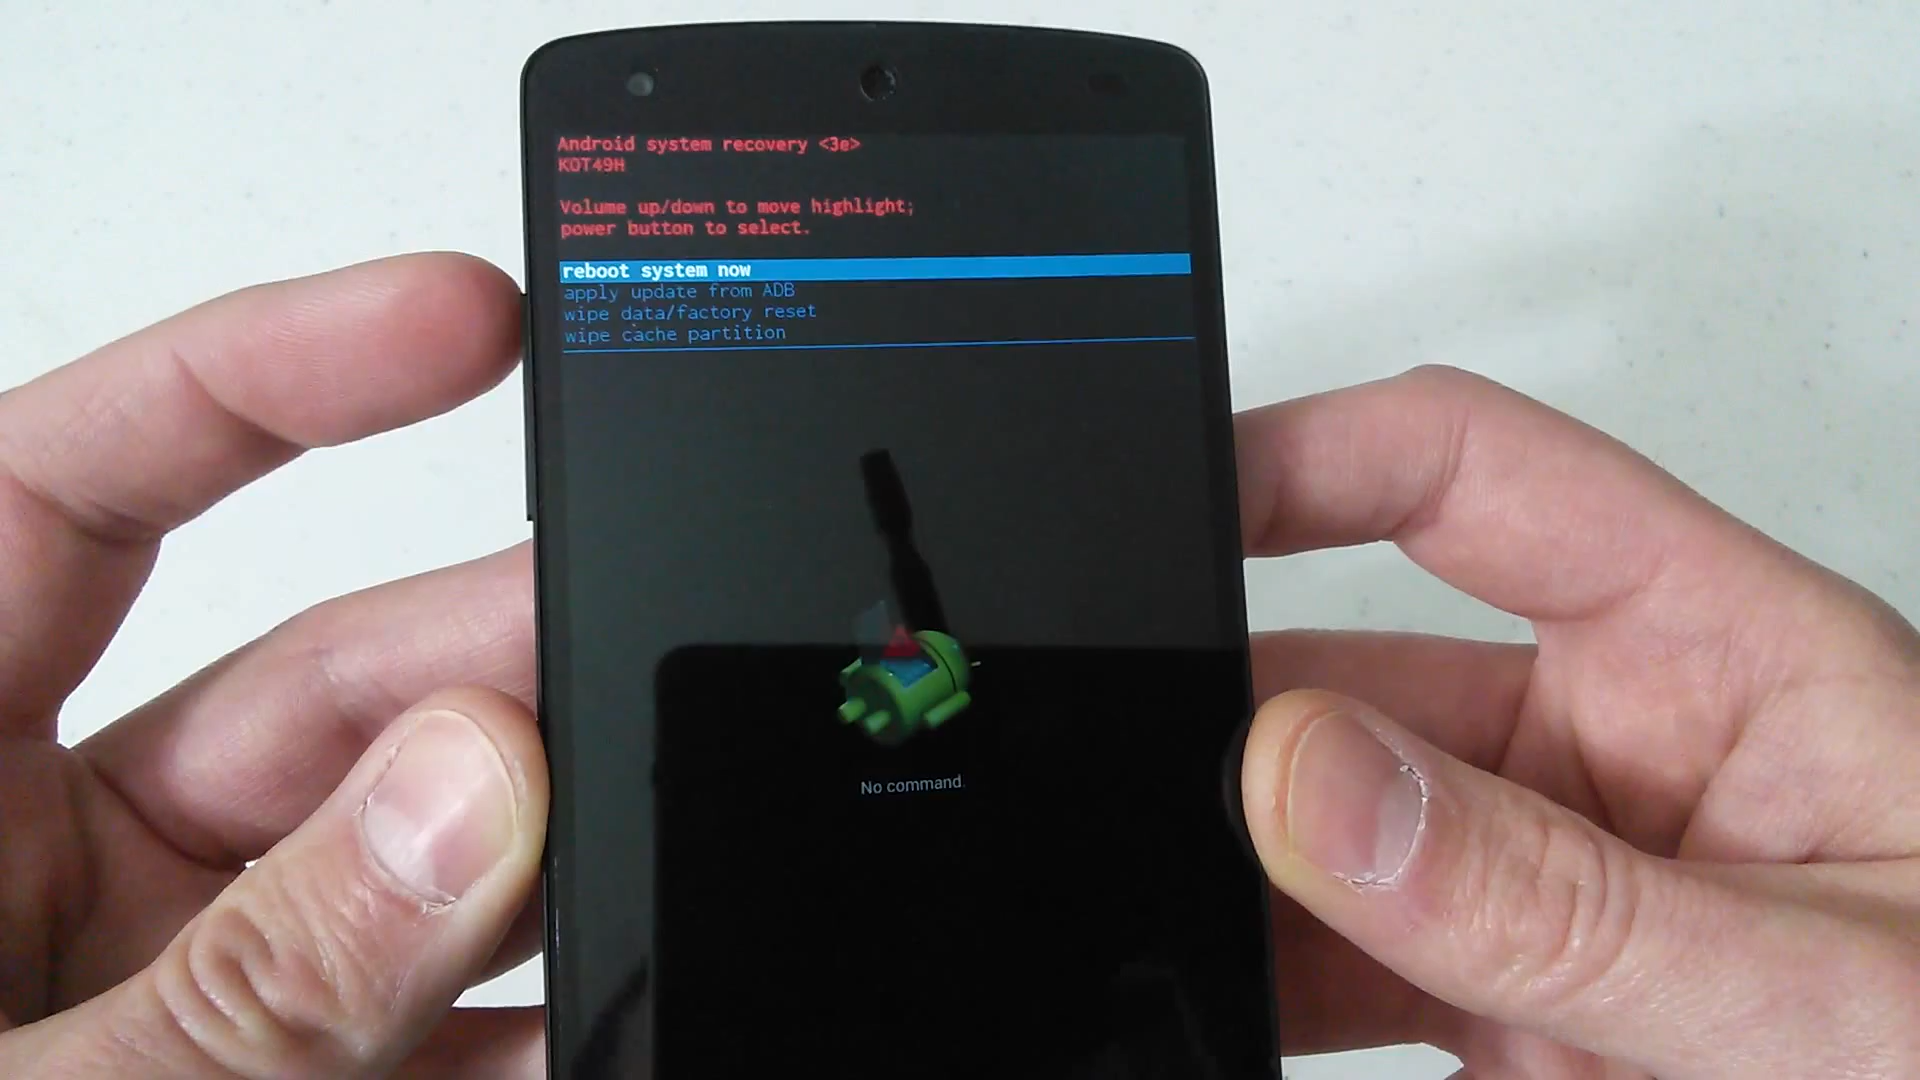 Android system recovery <3e>
KOT49H
Volume up/down to move highlight;
power button to select.
reboot system now
apply update from ADB
wipe data/factory reset
wipe cache partition
No command.